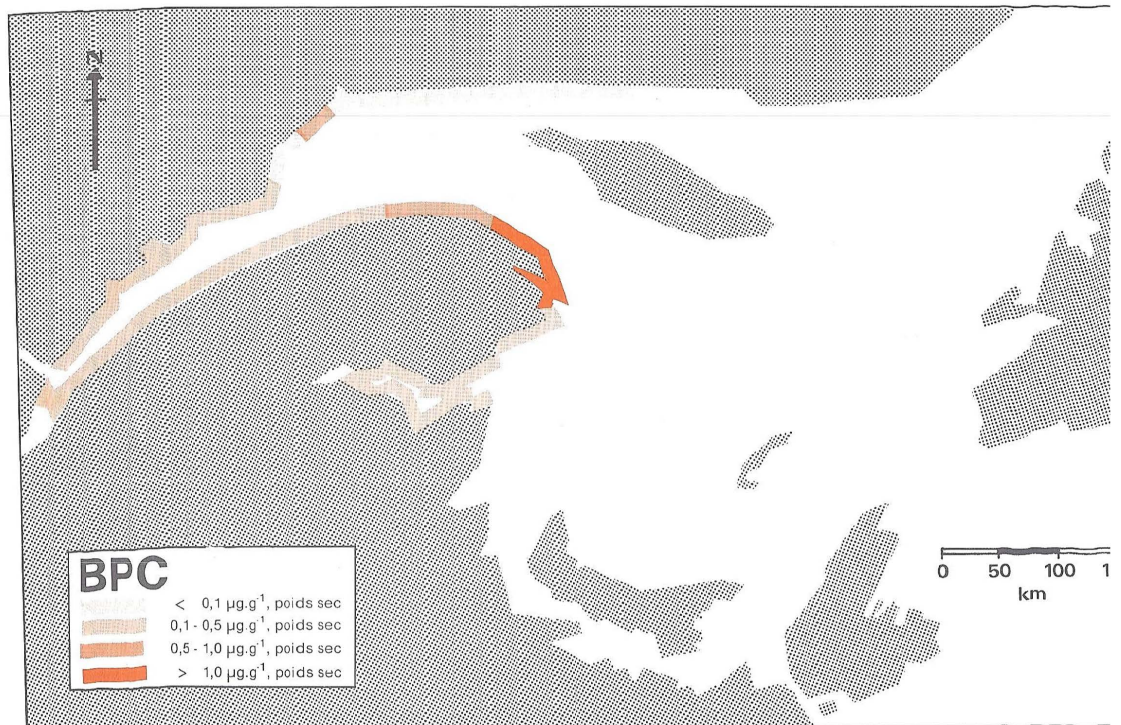 N
BPC
< 0,1 µg.g⁻¹, poids sec
0,1 - 0,5 µg.g⁻¹, poids sec
0,5 - 1,0 µg.g⁻¹, poids sec
> 1,0 µg.g⁻¹, poids sec
0 50 100 1
km